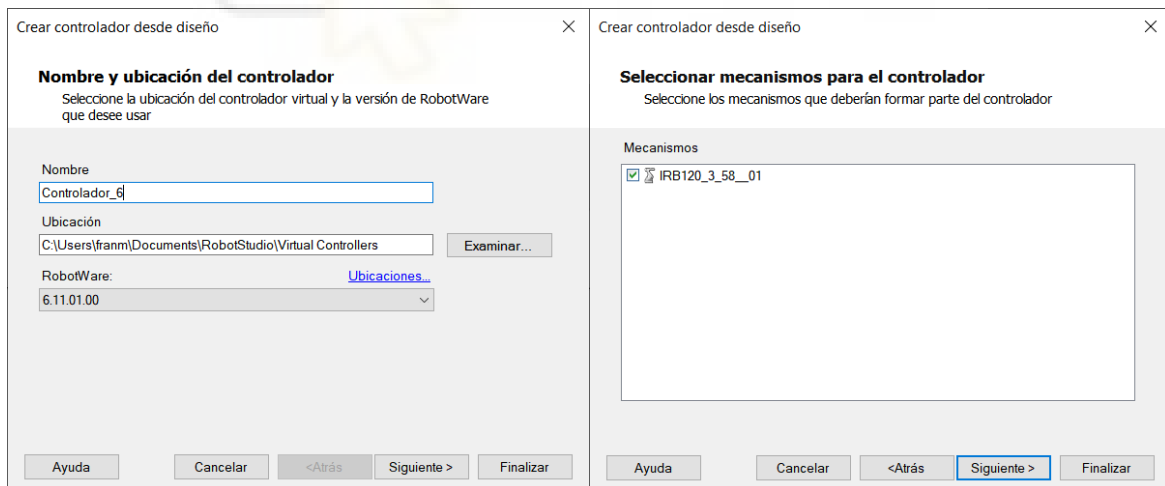 Crear controlador desde diseño
Nombre y ubicación del controlador
Seleccione la ubicación del controlador virtual y la versión de RobotWare
que desee usar
Nombre
Controlador_6
Ubicación
C:\Users\franm\Documents\RobotStudio\Virtual Controllers
Examinar...
RobotWare:
Ubicaciones...
6.11.01.00
Ayuda
Cancelar
<Atrás
Siguiente >
Finalizar
Crear controlador desde diseño
Seleccionar mecanismos para el controlador
Seleccione los mecanismos que deberían formar parte del controlador
Mecanismos
IRB120_3_58__01
Ayuda
Cancelar
<Atrás
Siguiente >
Finalizar